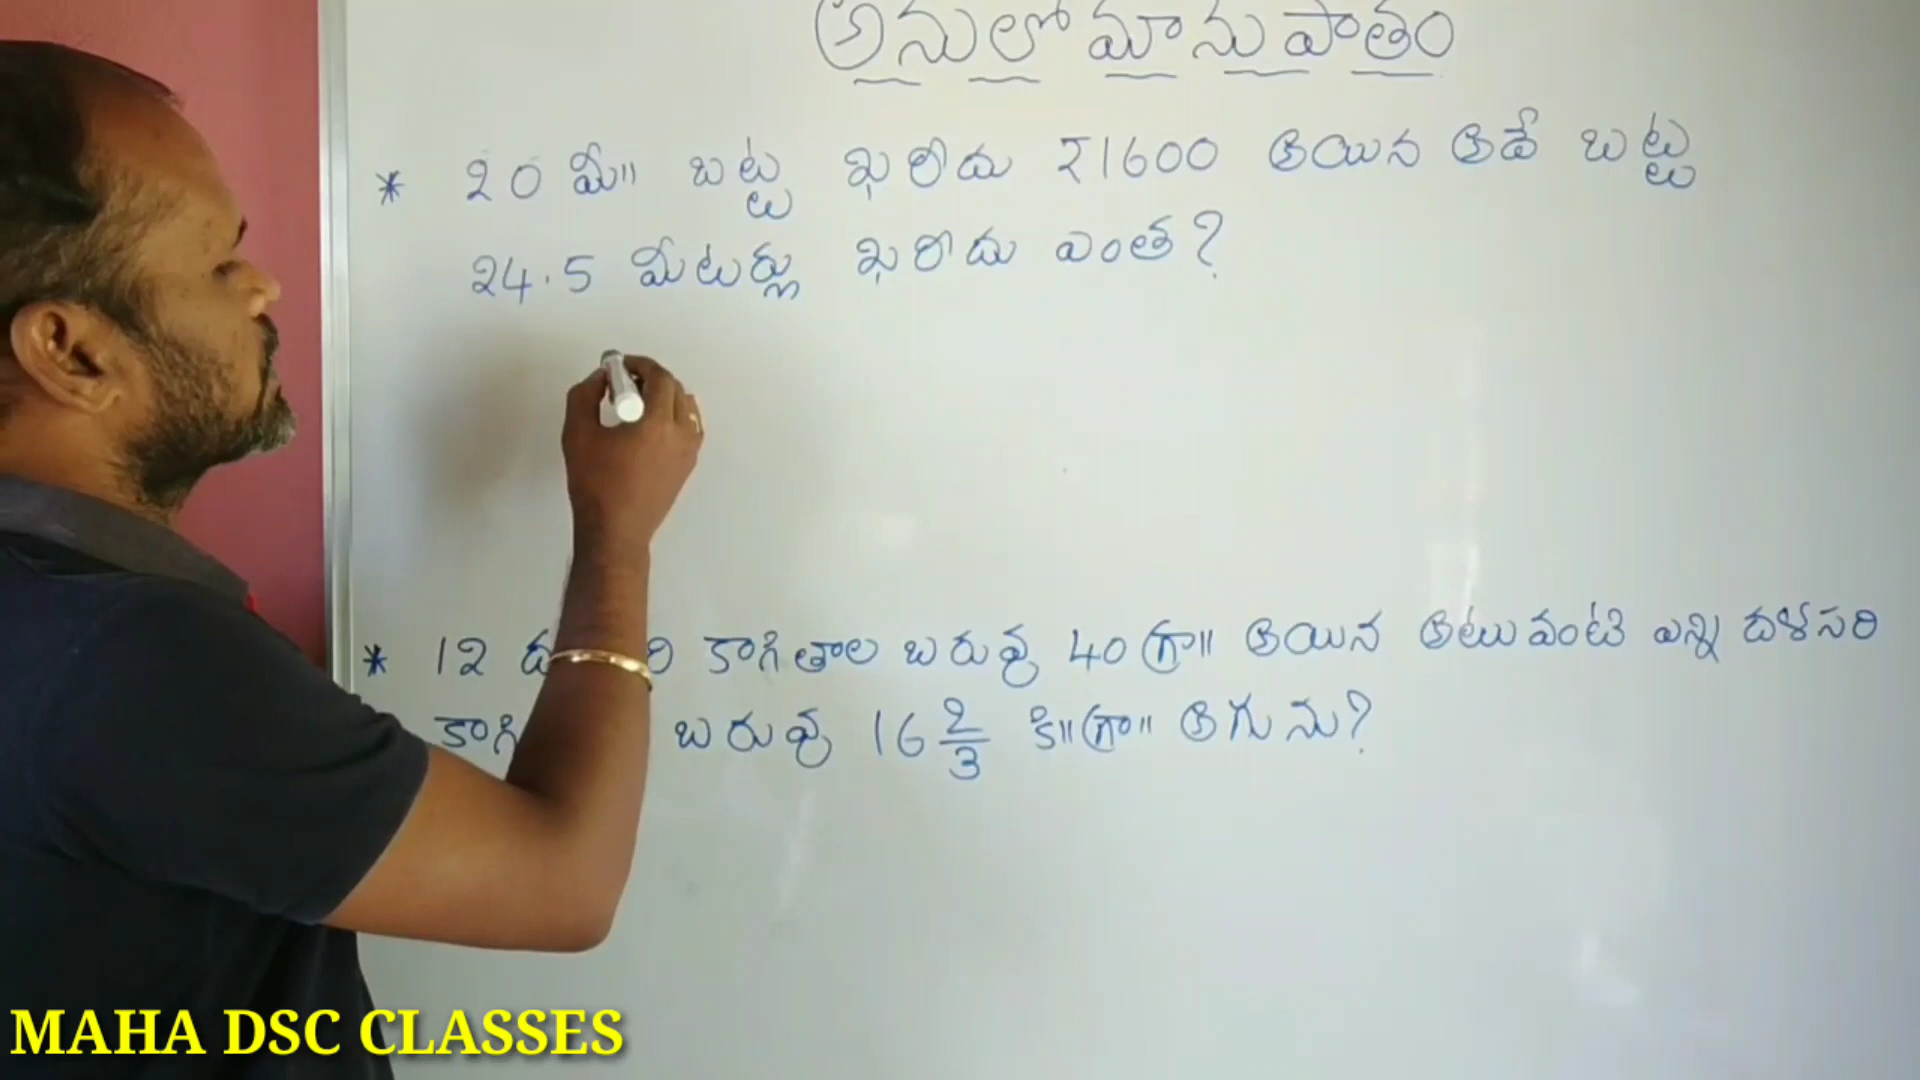 అనులోమానుపాతం
* 20 మీ॥ బట్ట ఖరీదు ₹1600 అయిన అదే బట్ట
24.5 మీటర్లు ఖరీదు ఎంత?
* 12 కాగితాల బరువు 40 గ్రా॥ అయిన అటువంటి ఎన్ని దళసరి
బరువు 16 2/3 కి॥గ్రా॥ అగును?
MAHA DSC CLASSES